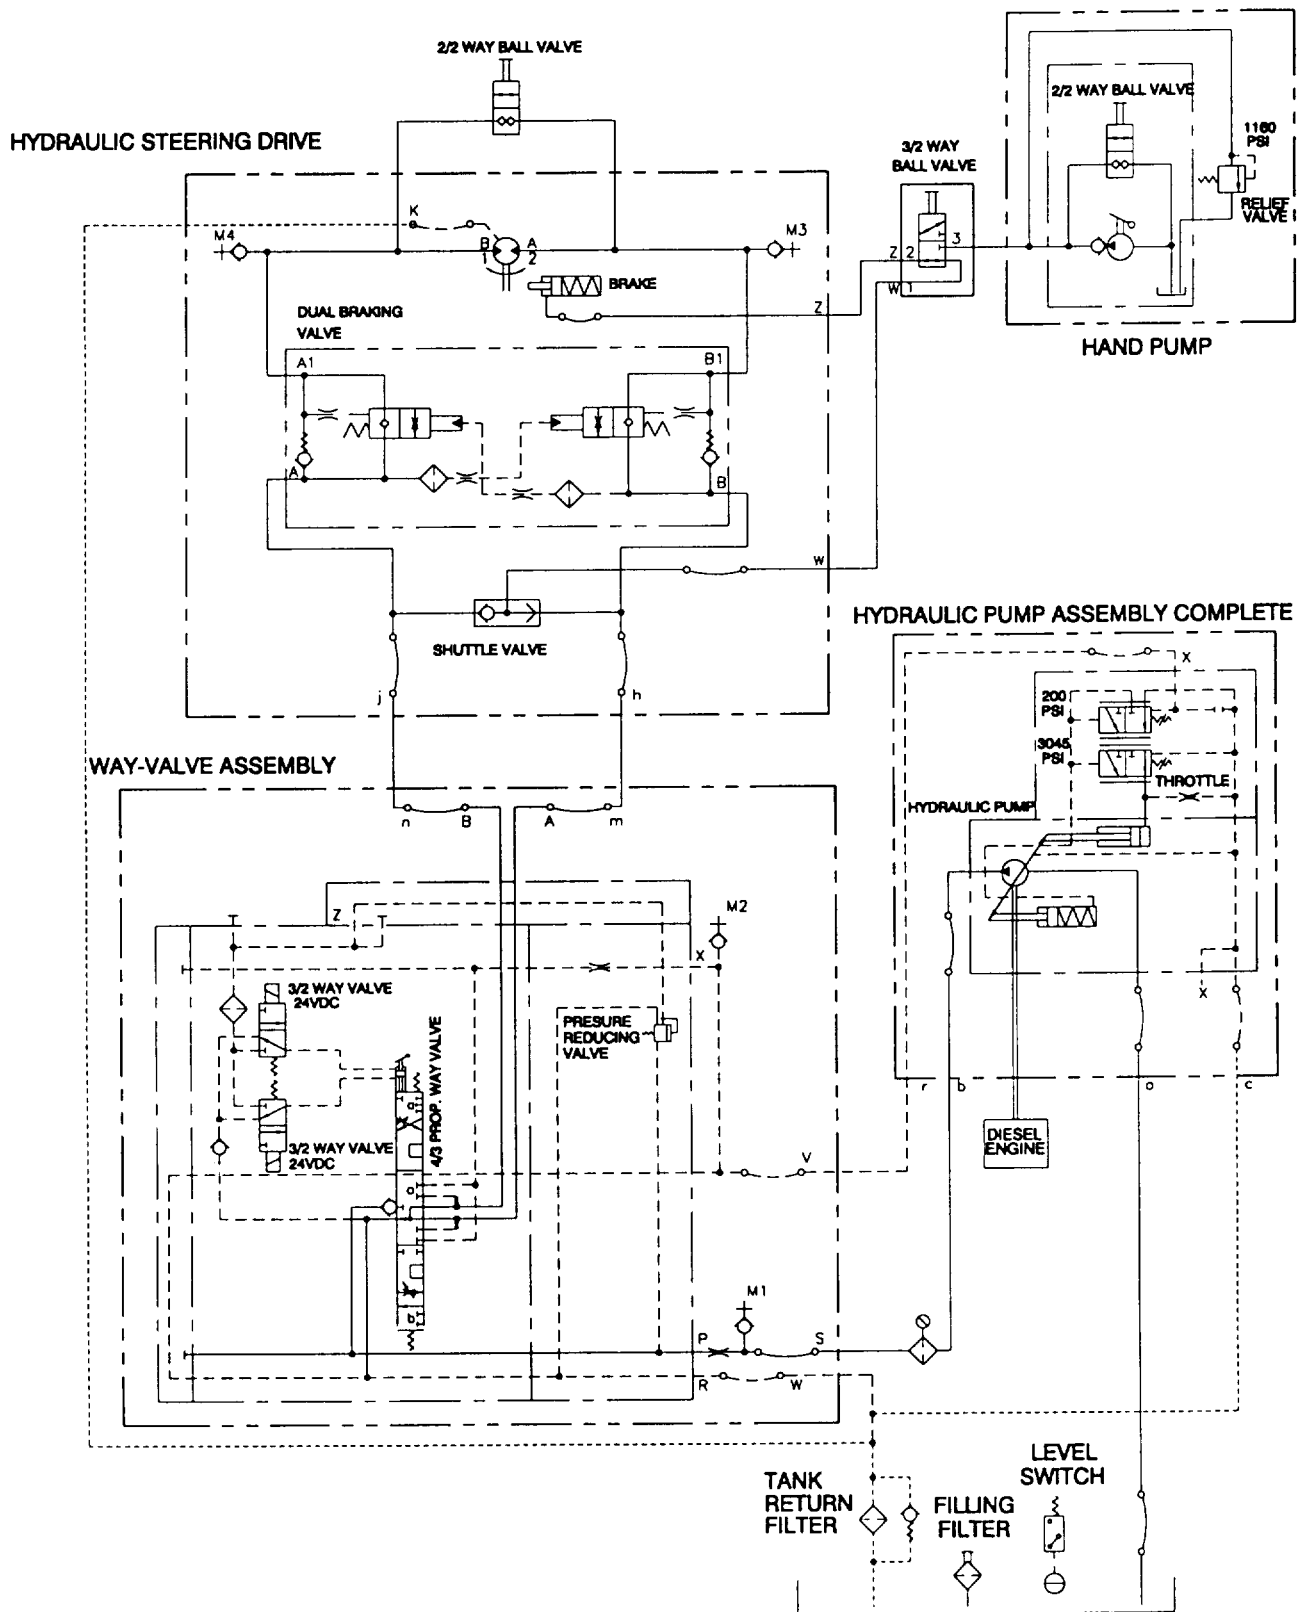 2/2 WAY BALL VALVE
HYDRAULIC STEERING DRIVE
K
M4
B
A
1
2
M3
BRAKE
DUAL BRAKING
VALVE
Z
A1
B1
A
B
W
SHUTTLE VALVE
j
h
3/2 WAY
BALL VALVE
Z
2
3
W
1
2/2 WAY BALL VALVE
1160
PSI
RELIEF
VALVE
HAND PUMP
HYDRAULIC PUMP ASSEMBLY COMPLETE
X
200
PSI
3045
PSI
THROTTLE
HYDRAULIC PUMP
X
r
b
a
c
DIESEL
ENGINE
WAY-VALVE ASSEMBLY
n
B
A
m
Z
M2
X
3/2 WAY VALVE
24VDC
PRESURE
REDUCING
VALVE
4/3 PROP. WAY VALVE
a
o
b
3/2 WAY VALVE
24VDC
V
M1
P
S
R
W
TANK
RETURN
FILTER
FILLING
FILTER
LEVEL
SWITCH